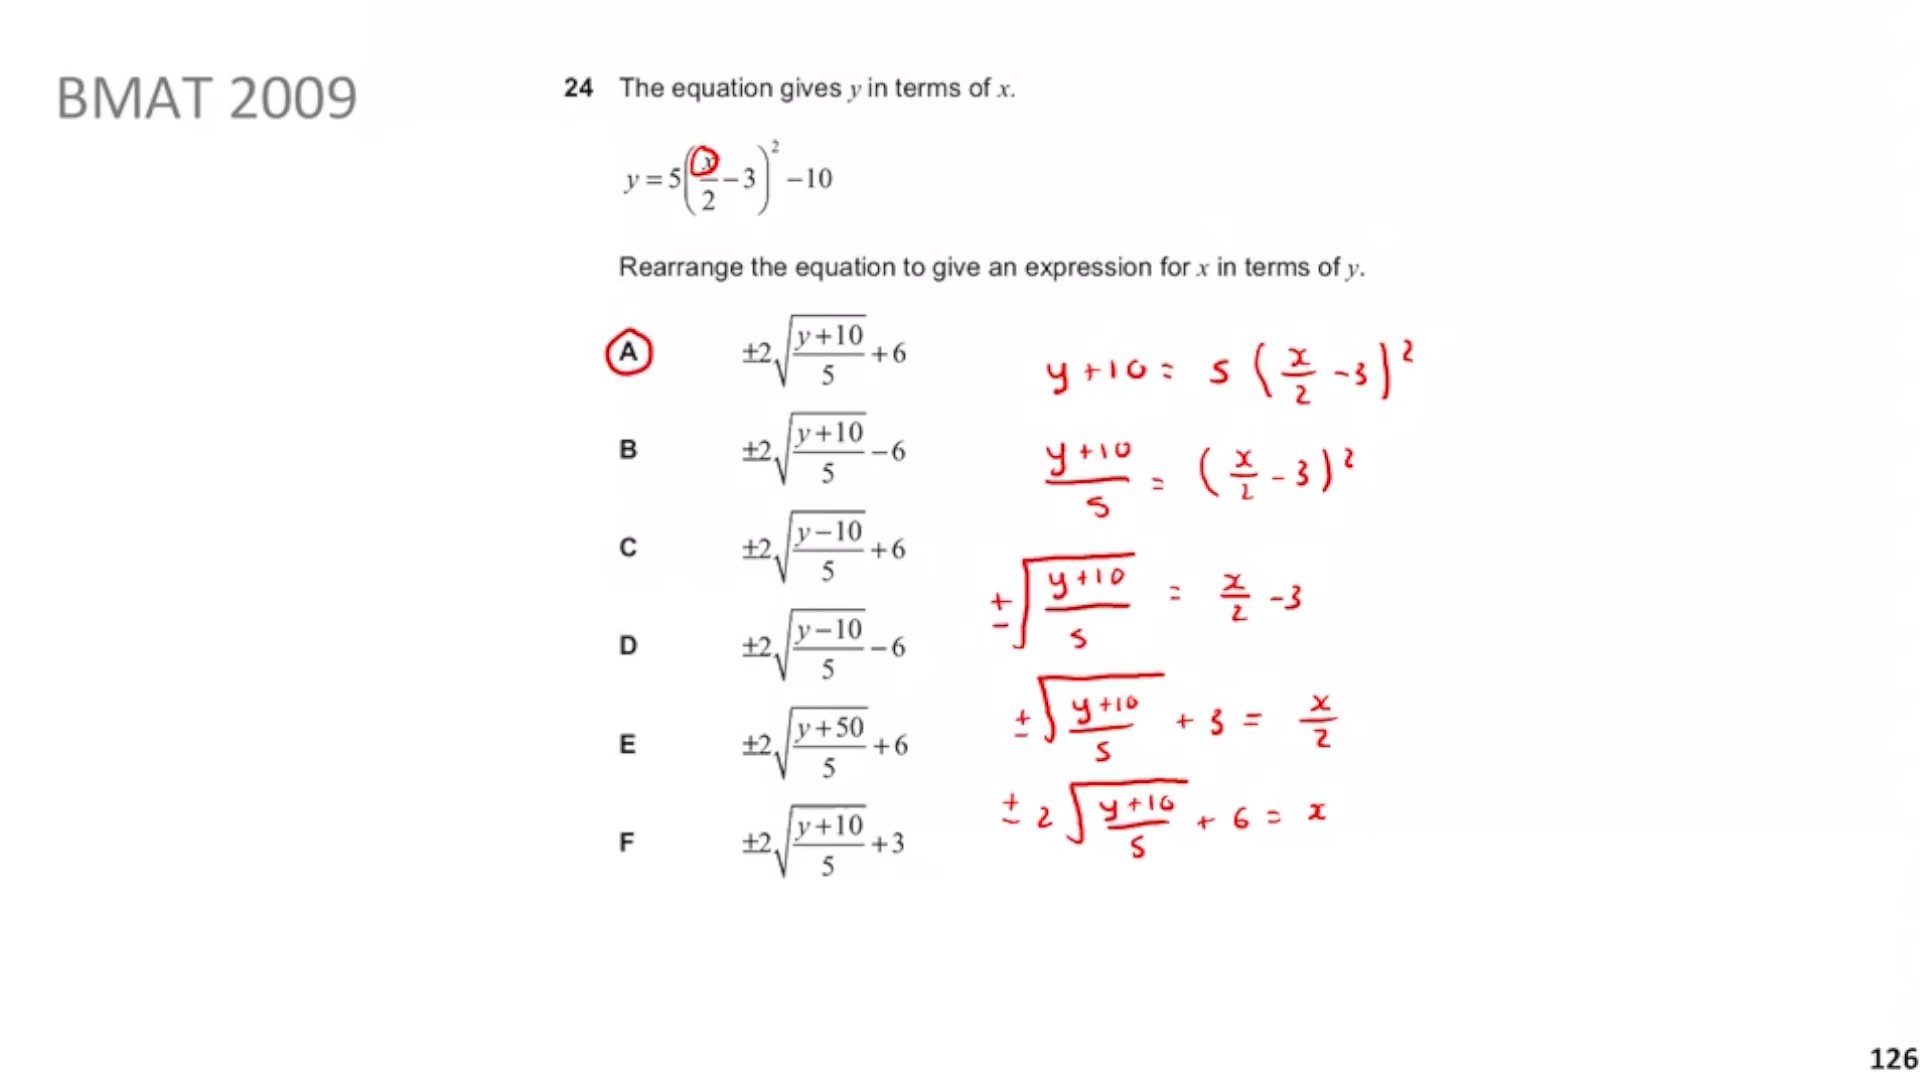 BMAT 2009
24 The equation gives y in terms of x.
y = 5(x/2 − 3)² − 10
Rearrange the equation to give an expression for x in terms of y.
A ±2√((y+10)/5) + 6
B ±2√((y+10)/5) − 6
C ±2√((y−10)/5) + 6
D ±2√((y−10)/5) − 6
E ±2√((y+50)/5) + 6
F ±2√((y+10)/5) + 3
y + 10 = 5(x/2 − 3)²
(y+10)/5 = (x/2 − 3)²
±√((y+10)/5) = x/2 − 3
±√((y+10)/5) + 3 = x/2
±2√((y+10)/5) + 6 = x
126